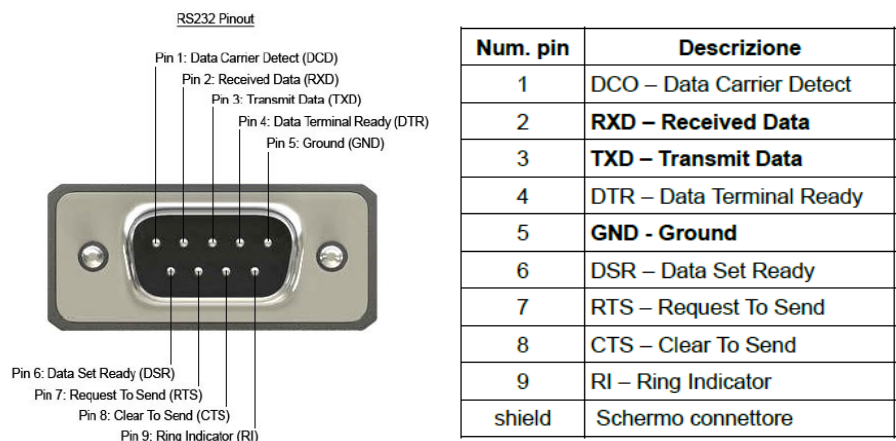 RS232 Pinout
Pin 1: Data Carrier Detect (DCD)
Pin 2: Received Data (RXD)
Pin 3: Transmit Data (TXD)
Pin 4: Data Terminal Ready (DTR)
Pin 5: Ground (GND)
Pin 6: Data Set Ready (DSR)
Pin 7: Request To Send (RTS)
Pin 8: Clear To Send (CTS)
Pin 9: Ring Indicator (RI)
Num. pin Descrizione
1 DCO – Data Carrier Detect
2 RXD – Received Data
3 TXD – Transmit Data
4 DTR – Data Terminal Ready
5 GND - Ground
6 DSR – Data Set Ready
7 RTS – Request To Send
8 CTS – Clear To Send
9 RI – Ring Indicator
shield Schermo connettore